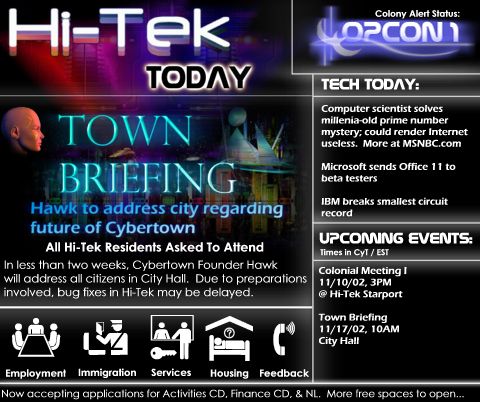 Hi-Tek
TODAY
Colony Alert Status:
OPCON 1
TOWN
BRIEFING
Hawk to address city regarding
future of Cybertown
All Hi-Tek Residents Asked To Attend
In less than two weeks, Cybertown Founder Hawk
will address all citizens in City Hall. Due to preparations
involved, bug fixes in Hi-Tek may be delayed.
TECH TODAY:
Computer scientist solves
millenia-old prime number
mystery; could render Internet
useless. More at MSNBC.com
Microsoft sends Office 11 to
beta testers
IBM breaks smallest circuit
record
UPCOMING EVENTS:
Times in CyT / EST
Colonial Meeting I
11/10/02, 3PM
@ Hi-Tek Starport
Town Briefing
11/17/02, 10AM
City Hall
Employment
Immigration
Services
Housing
Feedback
Now accepting applications for Activities CD, Finance CD, & NL. More free spaces to open...